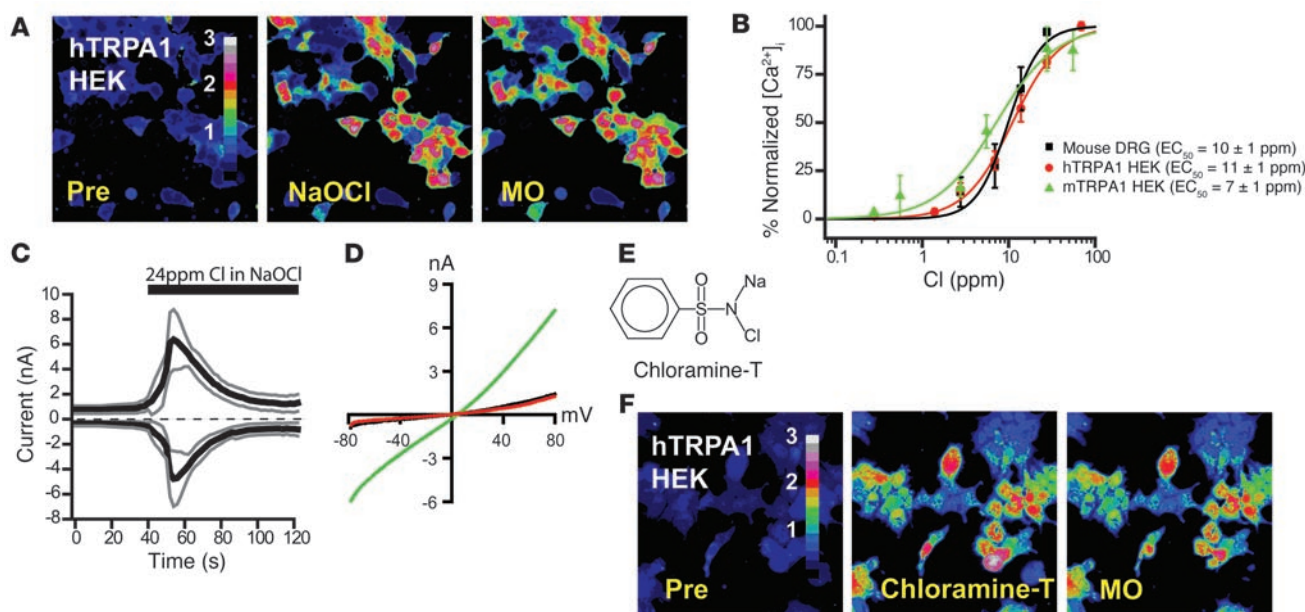 A
hTRPA1
HEK
3
2
1
Pre
NaOCl
MO
B
% Normalized [Ca²⁺]ᵢ
100
75
50
25
0
0.1
1
10
100
Cl (ppm)
Mouse DRG (EC₅₀ = 10 ± 1 ppm)
hTRPA1 HEK (EC₅₀ = 11 ± 1 ppm)
mTRPA1 HEK (EC₅₀ = 7 ± 1 ppm)
C
24ppm Cl in NaOCl
Current (nA)
10
8
6
4
2
0
-2
-4
-6
-8
0
20
40
60
80
100
120
Time (s)
D
nA
9
6
3
-3
-6
mV
-80
-40
40
80
E
Na
O
S
N
O
Cl
Chloramine-T
F
hTRPA1
HEK
3
2
1
Pre
Chloramine-T
MO